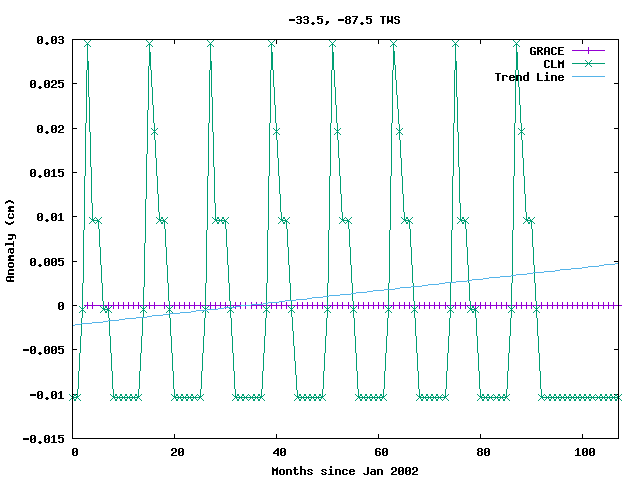 -33.5, -87.5 TWS
GRACE
CLM
Trend Line
0.03
0.025
0.02
0.015
0.01
0.005
0
-0.005
-0.01
-0.015
Anomaly (cm)
0 20 40 60 80 100
Months since Jan 2002